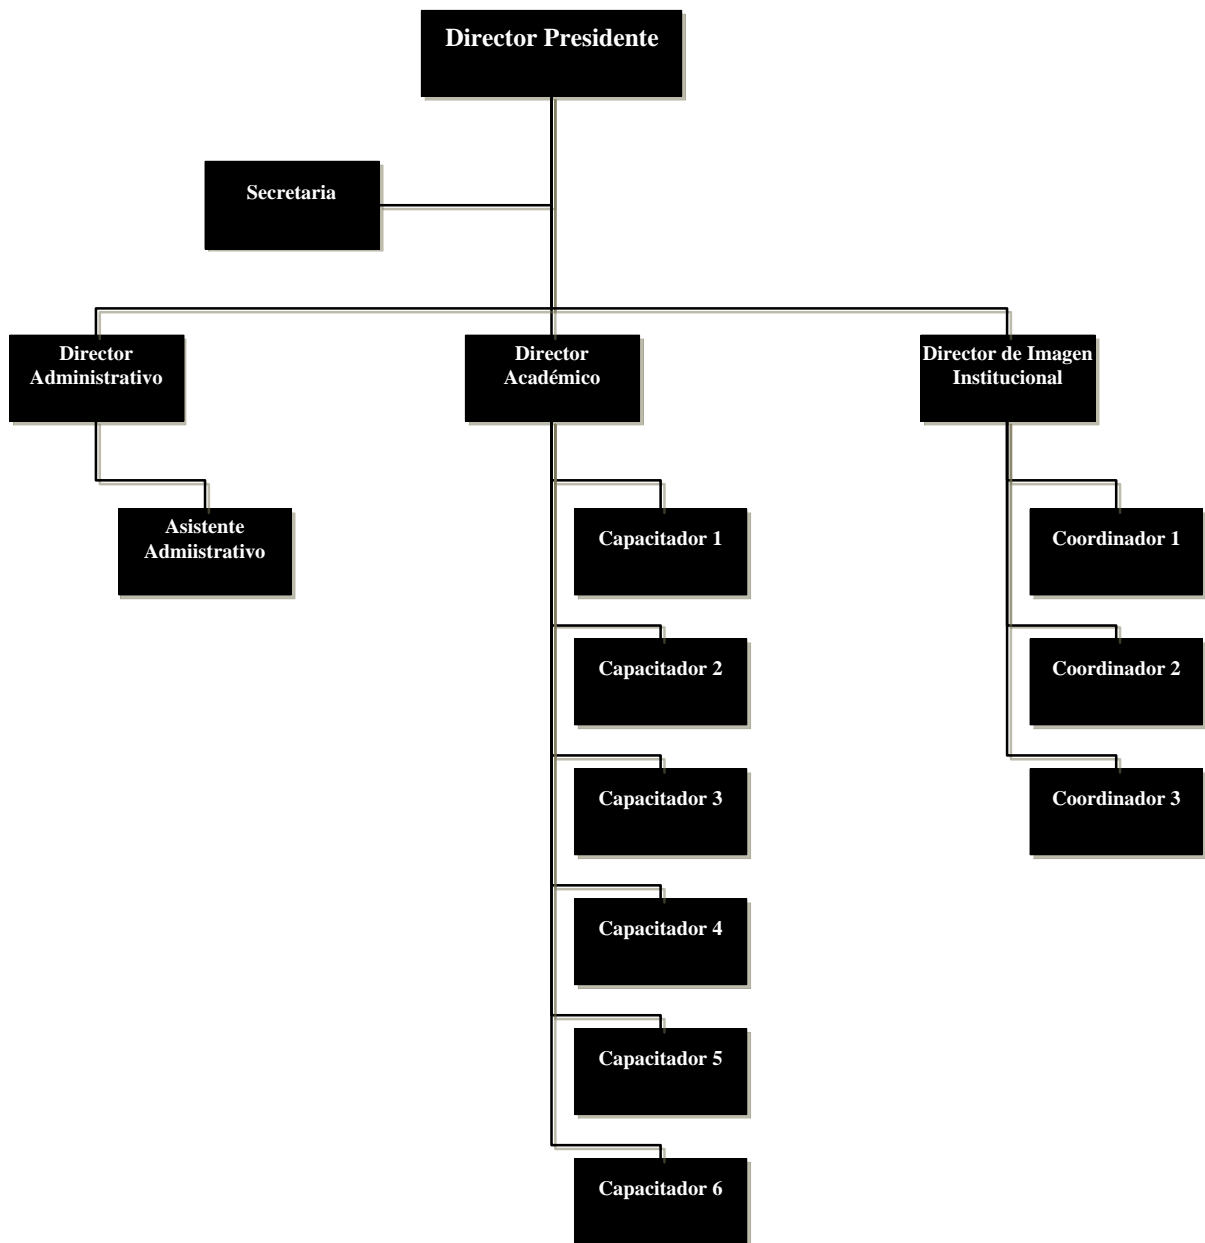 Director Presidente
Secretaria
Director
Administrativo
Director
Académico
Director de Imagen
Institucional
Asistente
Admiistrativo
Capacitador 1
Coordinador 1
Capacitador 2
Coordinador 2
Capacitador 3
Coordinador 3
Capacitador 4
Capacitador 5
Capacitador 6